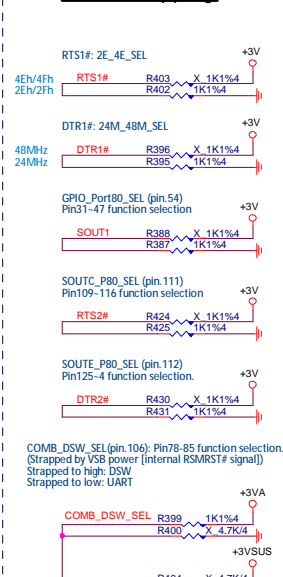 RTS1#: 2E_4E_SEL
+3V
4Eh/4Fh RTS1# R403 X_1K1%4
2Eh/2Fh R402 1K1%4
DTR1#: 24M_48M_SEL
+3V
48MHz DTR1# R396 X_1K1%4
24MHz R395 1K1%4
GPIO_Port80_SEL (pin.54)
Pin31~47 function selection
+3V
SOUT1 R388 X_1K1%4
R387 1K1%4
SOUTC_P80_SEL (pin.111)
Pin109~116 function selection
+3V
RTS2# R424 X_1K1%4
R425 1K1%4
SOUTE_P80_SEL (pin.112)
Pin125~4 function selection.
+3V
DTR2# R430 X_1K1%4
R431 1K1%4
COMB_DSW_SEL(pin.106): Pin78-85 function selection.
(Strapped by VSB power [internal RSMRST# signal])
Strapped to high: DSW
Strapped to low: UART
+3VA
COMB_DSW_SEL R399 1K1%4
R400 X_4.7K/4
+3VSUS